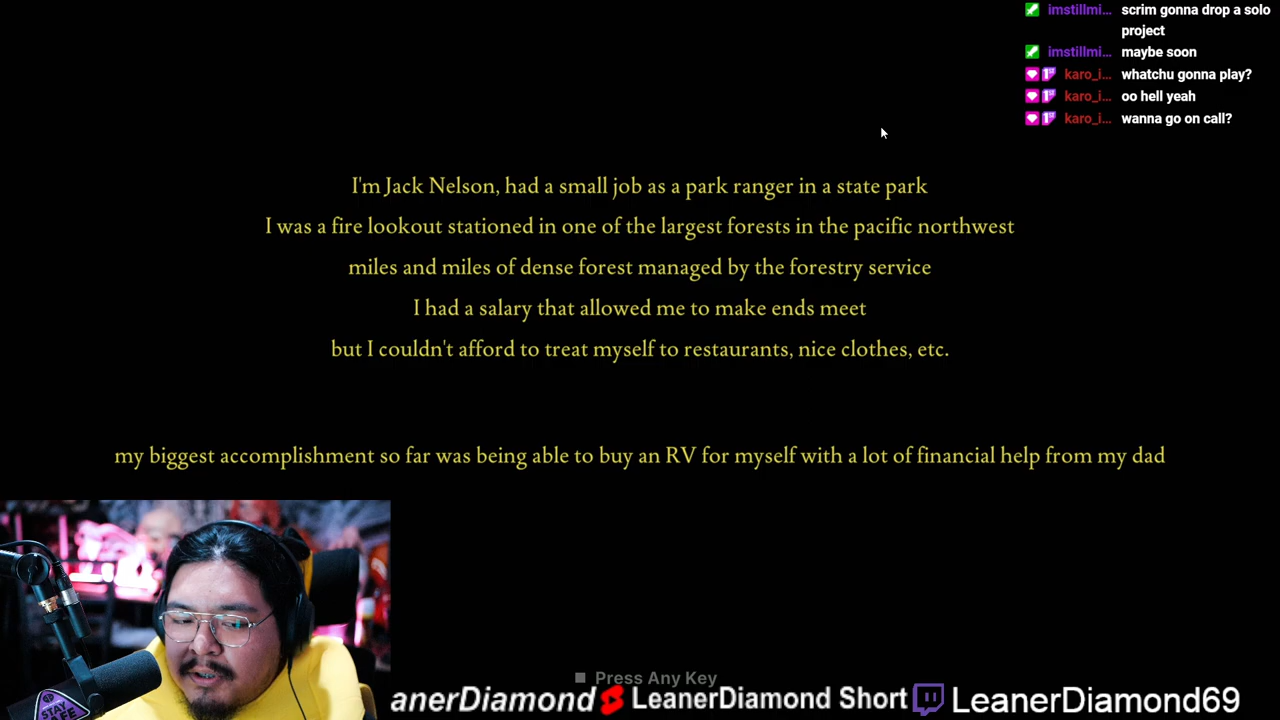 scrim gonna drop a solo
project
imstillmi... maybe soon
karo_i... whatchu gonna play?
karo_i... oo hell yeah
karo_i... wanna go on call?
I'm Jack Nelson, had a small job as a park ranger in a state park
I was a fire lookout stationed in one of the largest forests in the pacific northwest
miles and miles of dense forest managed by the forestry service
I had a salary that allowed me to make ends meet
but I couldn't afford to treat myself to restaurants, nice clothes, etc.
my biggest accomplishment so far was being able to buy an RV for myself with a lot of financial help from my dad
STAY
Press Any Key
anerDiamond LeanerDiamond Short LeanerDiamond69